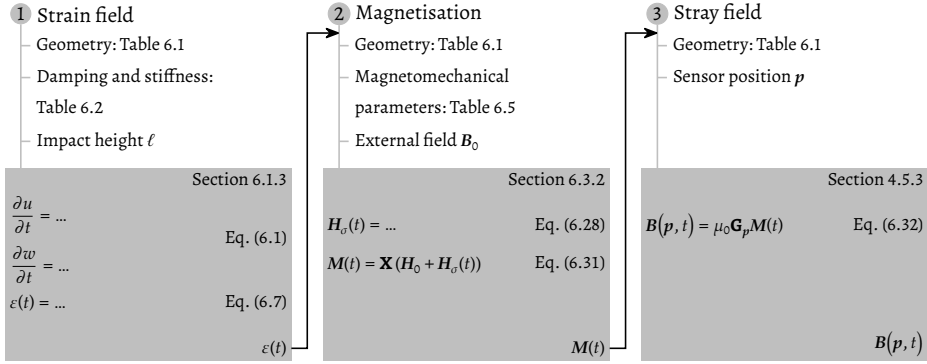 1 Strain field
Geometry: Table 6.1
Damping and stiffness:
Table 6.2
Impact height ℓ
Section 6.1.3
∂u/∂t = ...
Eq. (6.1)
∂w/∂t = ...
ε(t) = ... Eq. (6.7)
ε(t)
2 Magnetisation
Geometry: Table 6.1
Magnetomechanical
parameters: Table 6.5
External field B₀
Section 6.3.2
H_σ(t) = ... Eq. (6.28)
M(t) = X(H₀ + H_σ(t)) Eq. (6.31)
M(t)
3 Stray field
Geometry: Table 6.1
Sensor position p
Section 4.5.3
B(p, t) = μ₀G_pM(t) Eq. (6.32)
B(p, t)